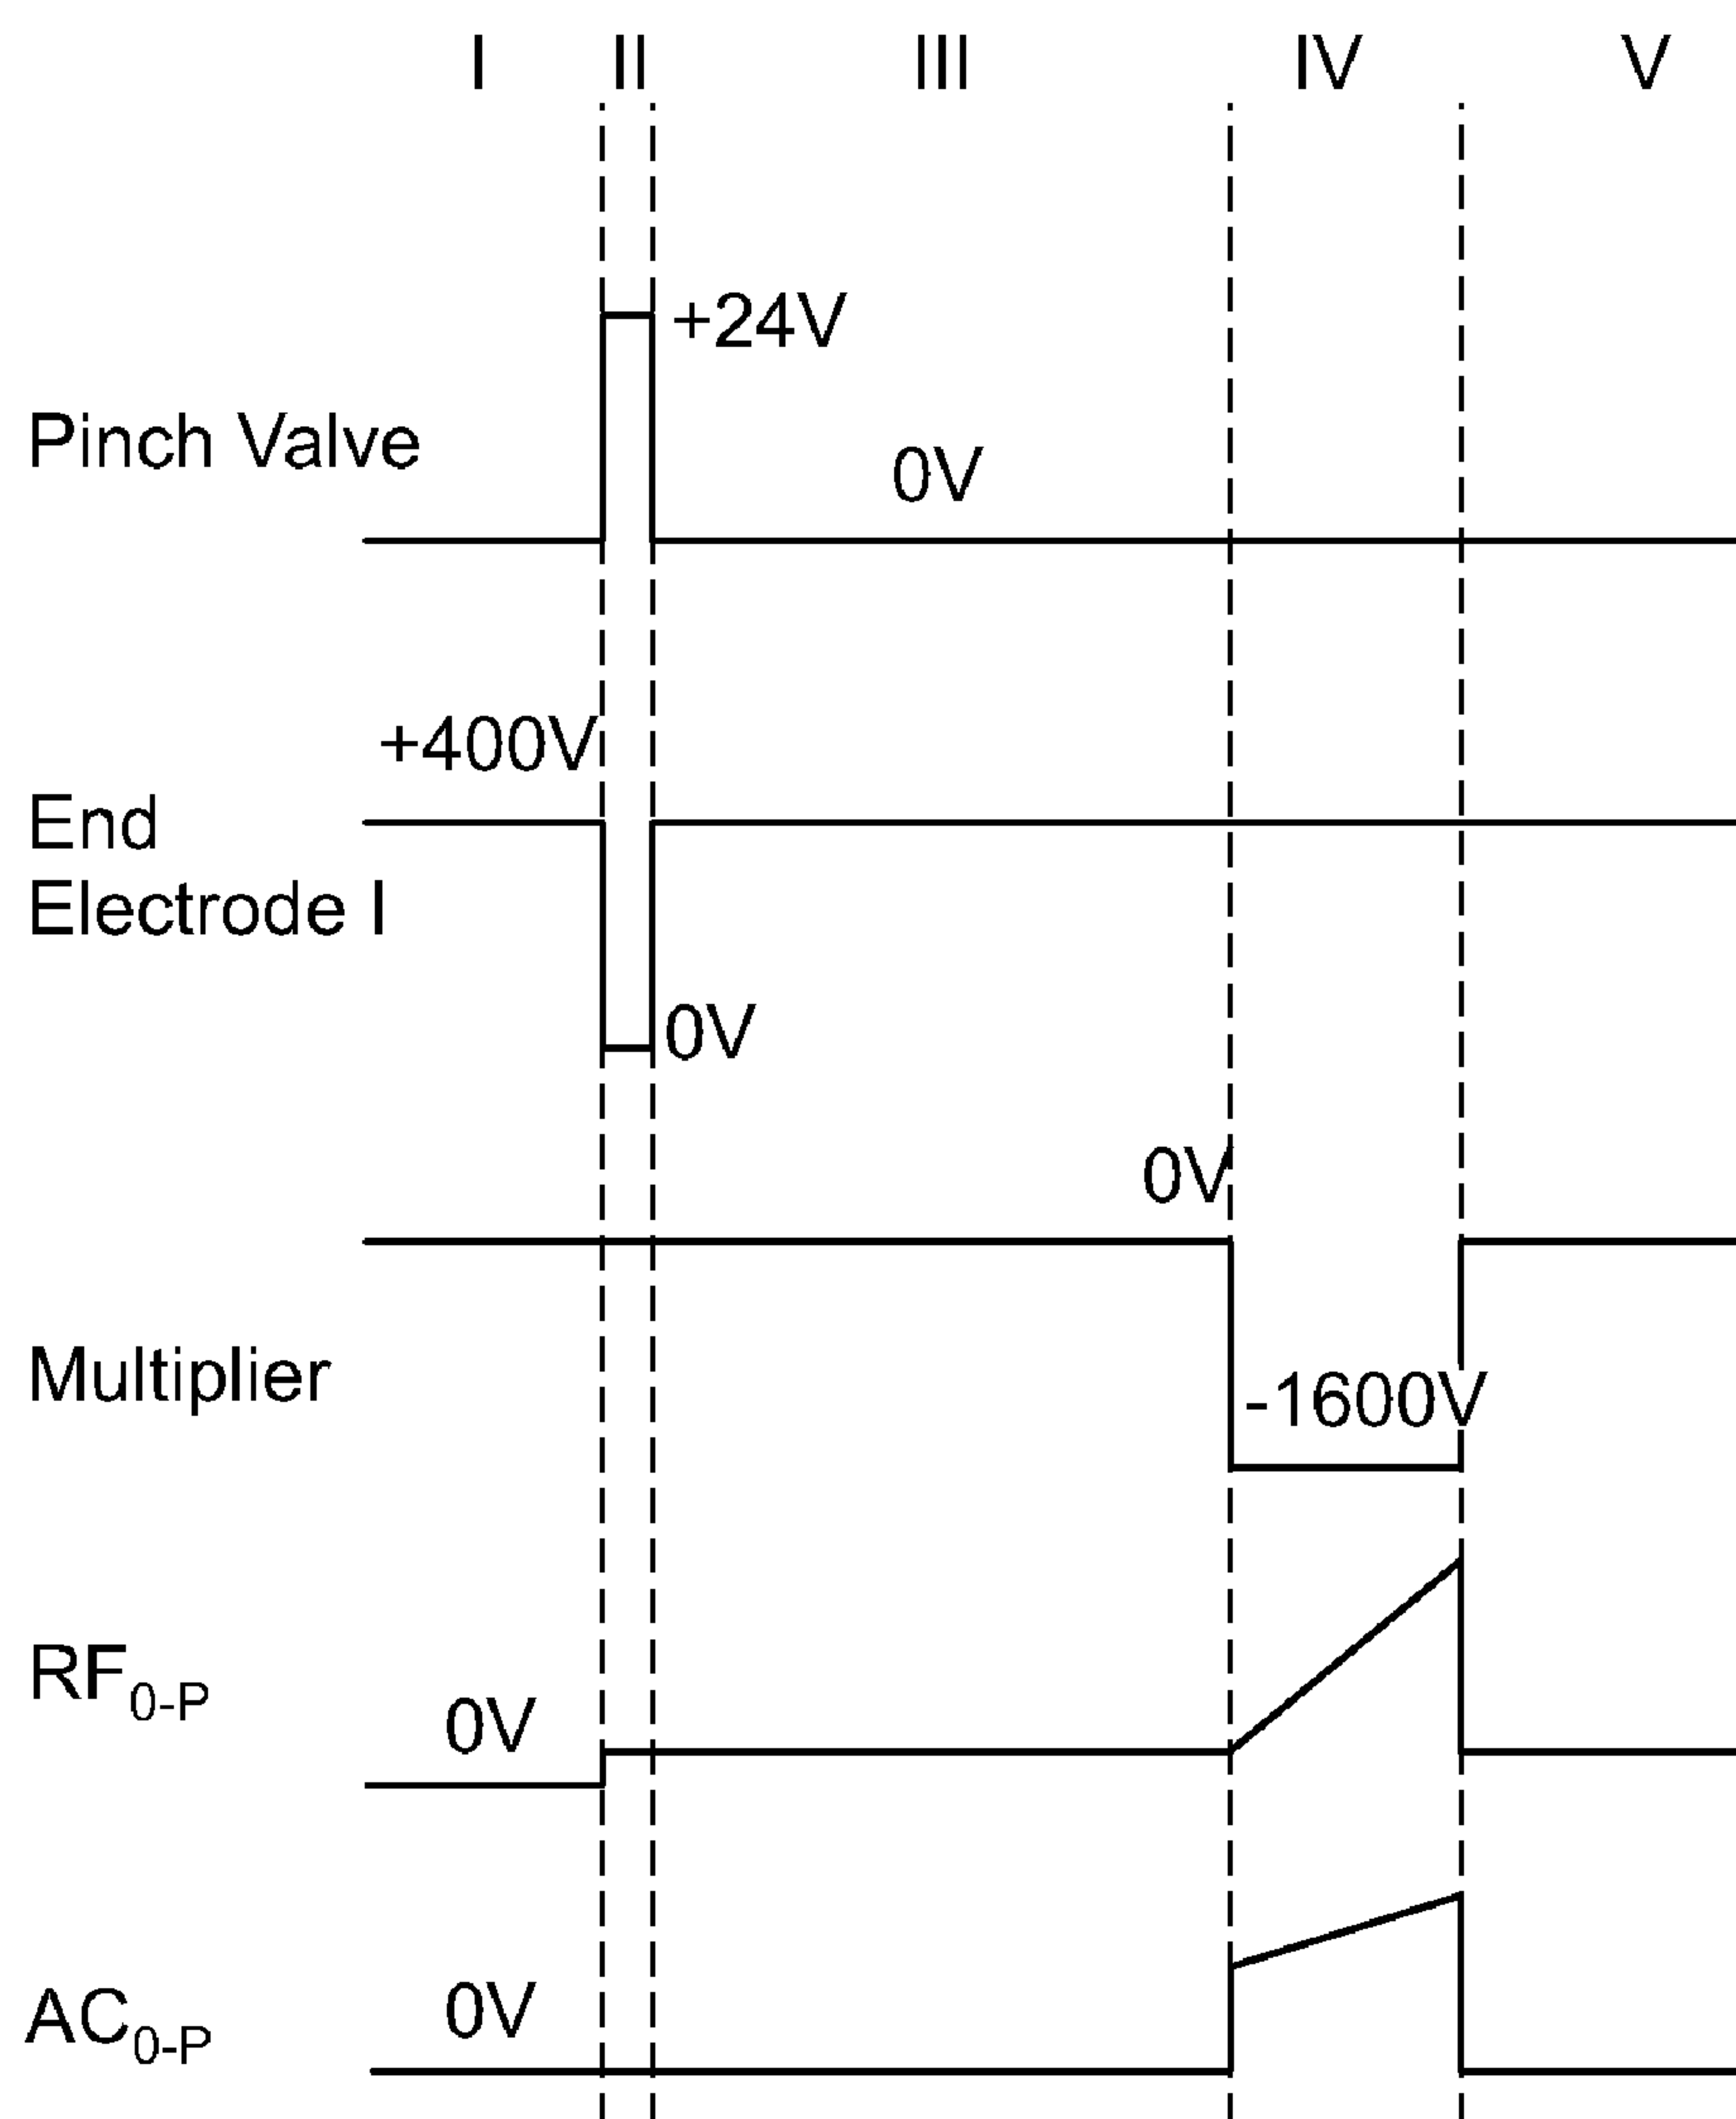 I II III IV V
+24V
Pinch Valve
0V
+400V
End
Electrode I
0V
0V
Multiplier
-1600V
RF0-P
0V
AC0-P
0V